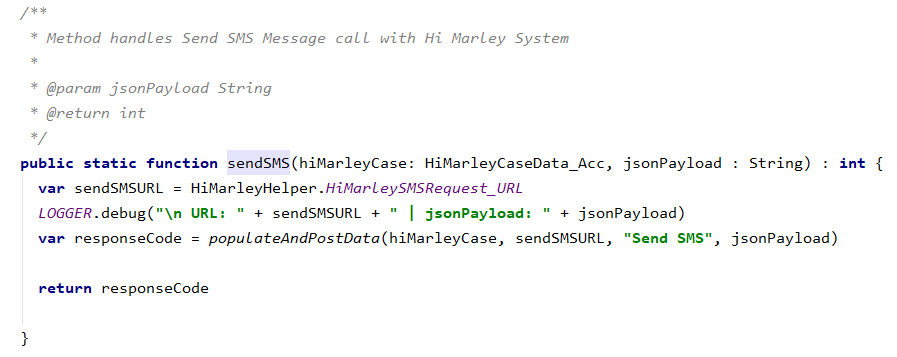 /**
* Method handles Send SMS Message call with Hi Marley System
*
* @param jsonPayload String
* @return int
*/
public static function sendSMS(hiMarleyCase: HiMarleyCaseData_Acc, jsonPayload : String) : int {
var sendSMSURL = HiMarleyHelper.HiMarleySMSRequest_URL
LOGGER.debug("\n URL: " + sendSMSURL + " | jsonPayload: " + jsonPayload)
var responseCode = populateAndPostData(hiMarleyCase, sendSMSURL, "Send SMS", jsonPayload)
return responseCode
}